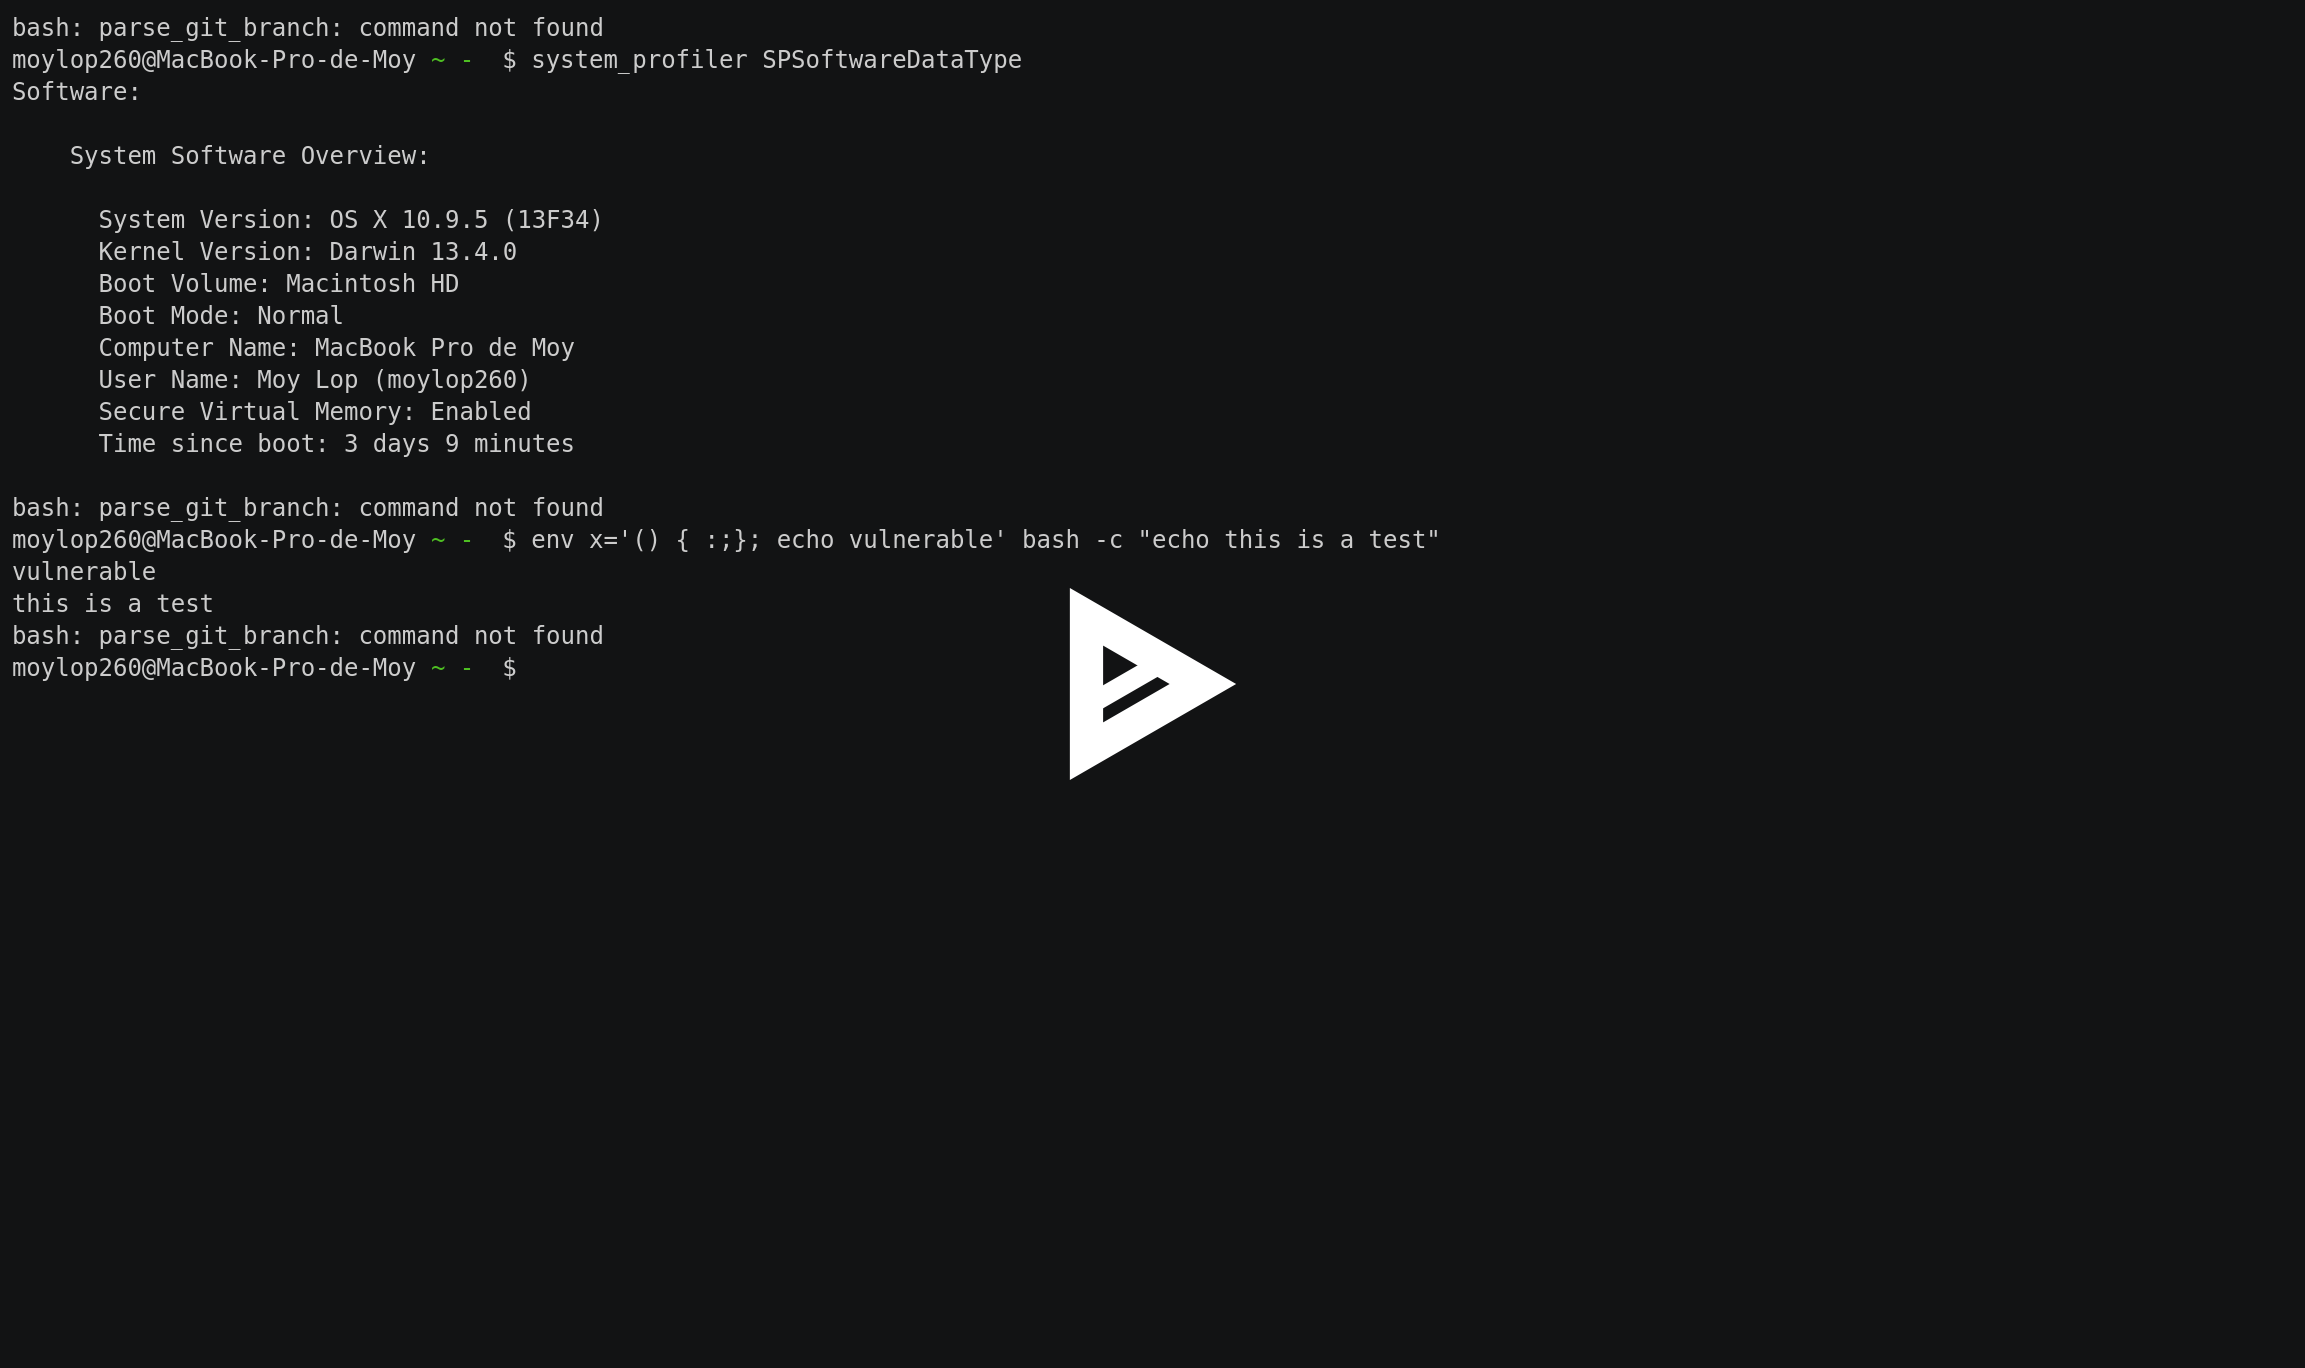 bash: parse_git_branch: command not found
moylop260@MacBook-Pro-de-Moy ~ -  $ system_profiler SPSoftwareDataType
Software:

    System Software Overview:

      System Version: OS X 10.9.5 (13F34)
      Kernel Version: Darwin 13.4.0
      Boot Volume: Macintosh HD
      Boot Mode: Normal
      Computer Name: MacBook Pro de Moy
      User Name: Moy Lop (moylop260)
      Secure Virtual Memory: Enabled
      Time since boot: 3 days 9 minutes

bash: parse_git_branch: command not found
moylop260@MacBook-Pro-de-Moy ~ -  $ env x='() { :;}; echo vulnerable' bash -c "echo this is a test"
vulnerable
this is a test
bash: parse_git_branch: command not found
moylop260@MacBook-Pro-de-Moy ~ -  $